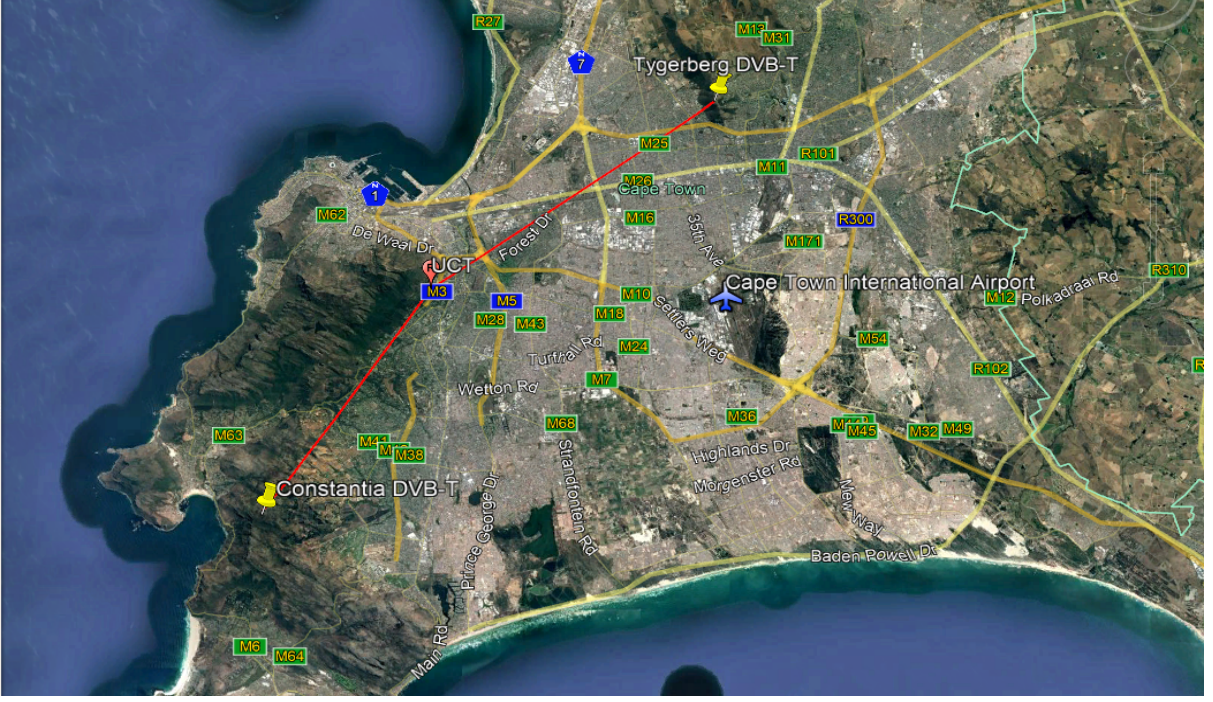 R27
M13
M31
N
7
Tygerberg DVB-T
M25
R101
M11
M26
Cape Town
N
1
M62
M16
R300
De Waal Dr
Forest Dr
35th Ave
M171
UCT
R310
M3
M5
M10
Cape Town International Airport
M12
Polkadraai Rd
M28
M43
M18
Settlers Weg
M54
Turfhall Rd
M24
R102
Wetton Rd
M7
M36
M68
M63
M41
M38
M45
M32
M49
Highlands Dr
Morgenster Rd
Constantia DVB-T
Strandfontein Rd
Mew Way
Prince George Dr
Baden Powell Dr
M6
M64
Main Rd